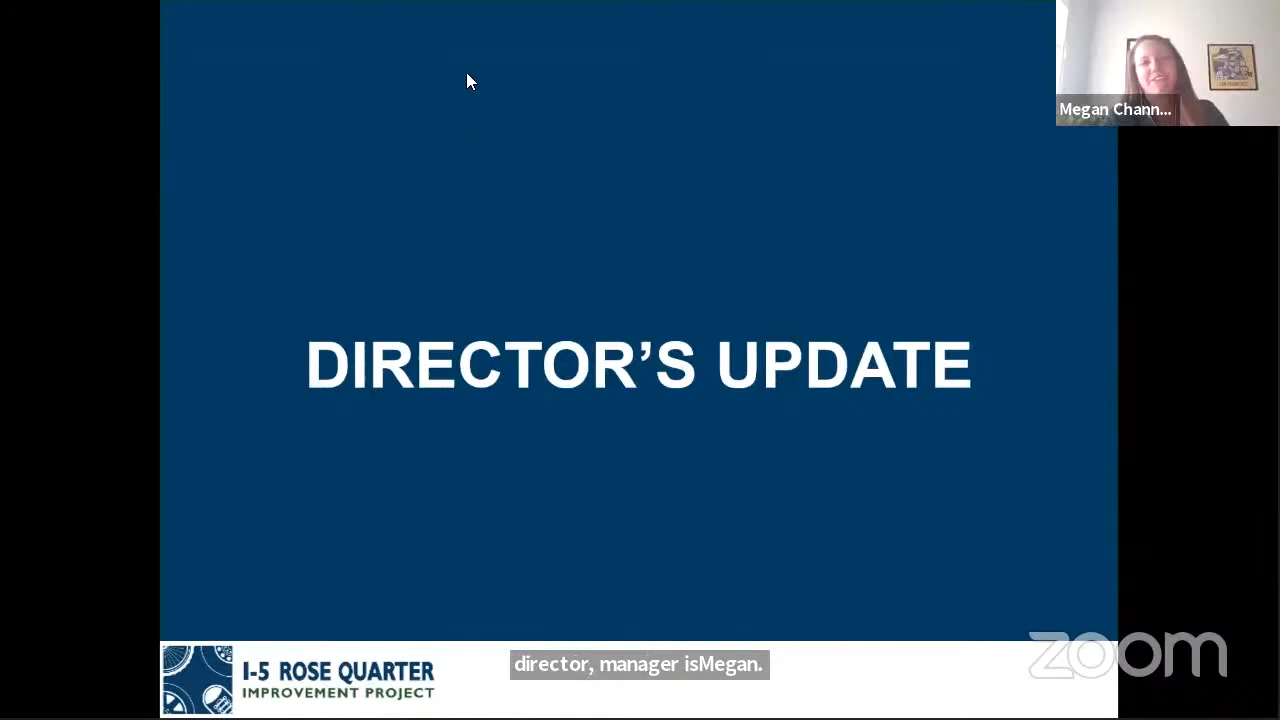 Megan Chann...
DIRECTOR'S UPDATE
I-5 ROSE QUARTER
IMPROVEMENT PROJECT
director, manager isMegan.
zoom